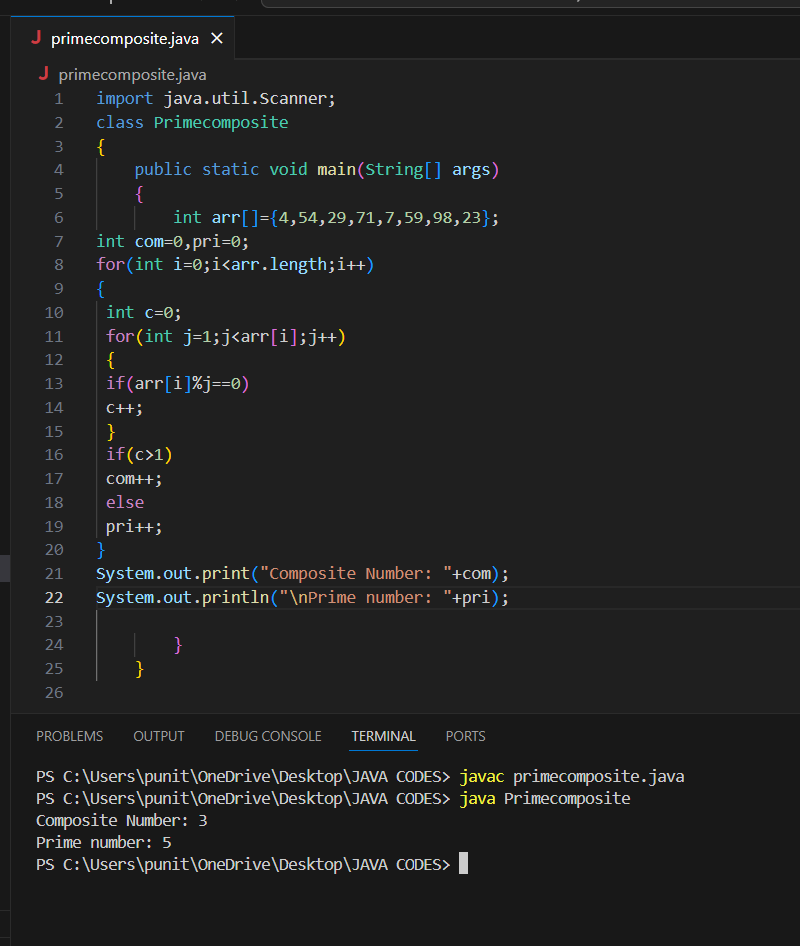 J primecomposite.java ×
J primecomposite.java
1 import java.util.Scanner;
2 class Primecomposite
3 {
4 public static void main(String[] args)
5 {
6 int arr[]={4,54,29,71,7,59,98,23};
7 int com=0,pri=0;
8 for(int i=0;i<arr.length;i++)
9 {
10 int c=0;
11 for(int j=1;j<arr[i];j++)
12 {
13 if(arr[i]%j==0)
14 c++;
15 }
16 if(c>1)
17 com++;
18 else
19 pri++;
20 }
21 System.out.print("Composite Number: "+com);
22 System.out.println("\nPrime number: "+pri);
23
24 }
25 }
26
PROBLEMS OUTPUT DEBUG CONSOLE TERMINAL PORTS
PS C:\Users\punit\OneDrive\Desktop\JAVA CODES> javac primecomposite.java
PS C:\Users\punit\OneDrive\Desktop\JAVA CODES> java Primecomposite
Composite Number: 3
Prime number: 5
PS C:\Users\punit\OneDrive\Desktop\JAVA CODES>